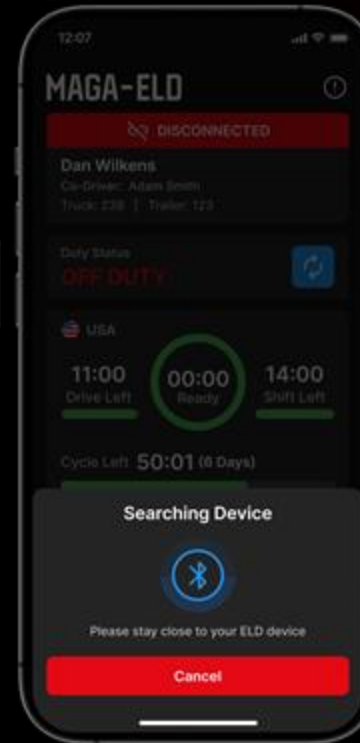 12:07
MAGA-ELD
DISCONNECTED
Dan Wilkens
Co-Driver: Adam Smith
Truck: 238 | Trailer: 123
Duty Status
OFF DUTY
USA
11:00 00:00 14:00
Drive Left Ready Shift Left
Cycle Left 50:01 (6 Days)
Searching Device
Please stay close to your ELD device
Cancel